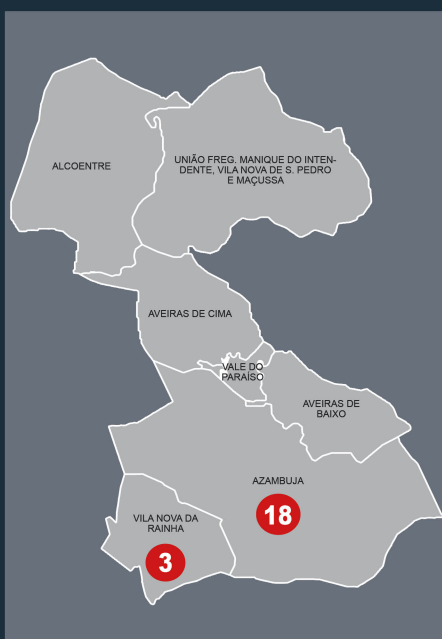 ALCOENTRE
UNIÃO FREG. MANIQUE DO INTEN-
DENTE, VILA NOVA DE S. PEDRO
E MAÇUSSA
AVEIRAS DE CIMA
VALE DO
PARAÍSO
AVEIRAS DE
BAIXO
AZAMBUJA
18
VILA NOVA DA
RAINHA
3